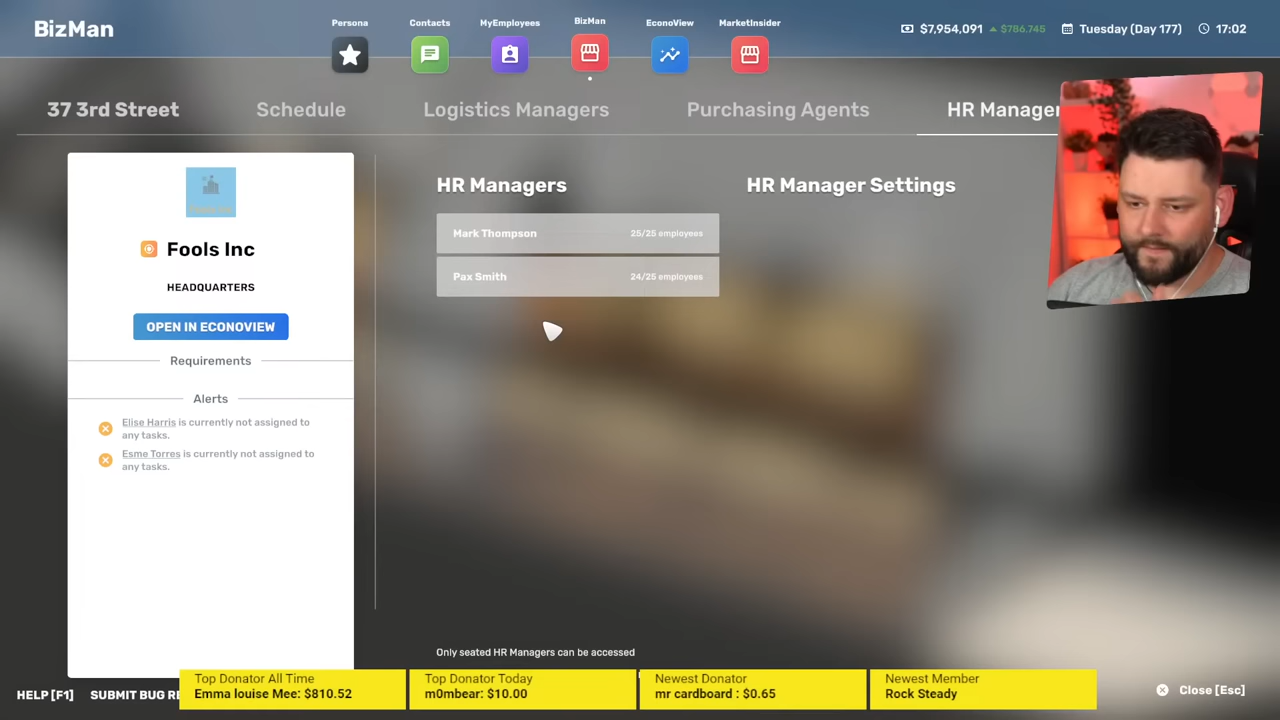 BizMan
Persona
Contacts
MyEmployees
BizMan
EconoView
MarketInsider
$7,954,091
$786.745
Tuesday (Day 177)
17:02
37 3rd Street
Schedule
Logistics Managers
Purchasing Agents
HR Manager
Fools Inc
HEADQUARTERS
OPEN IN ECONOVIEW
Requirements
Alerts
Elise Harris is currently not assigned to
any tasks.
Esme Torres is currently not assigned to
any tasks.
HR Managers
Mark Thompson 25/25 employees
Pax Smith 24/25 employees
HR Manager Settings
Only seated HR Managers can be accessed
HELP [F1]
SUBMIT BUG RE
Top Donator All Time
Emma louise Mee: $810.52
Top Donator Today
m0mbear: $10.00
Newest Donator
mr cardboard : $0.65
Newest Member
Rock Steady
Close [Esc]